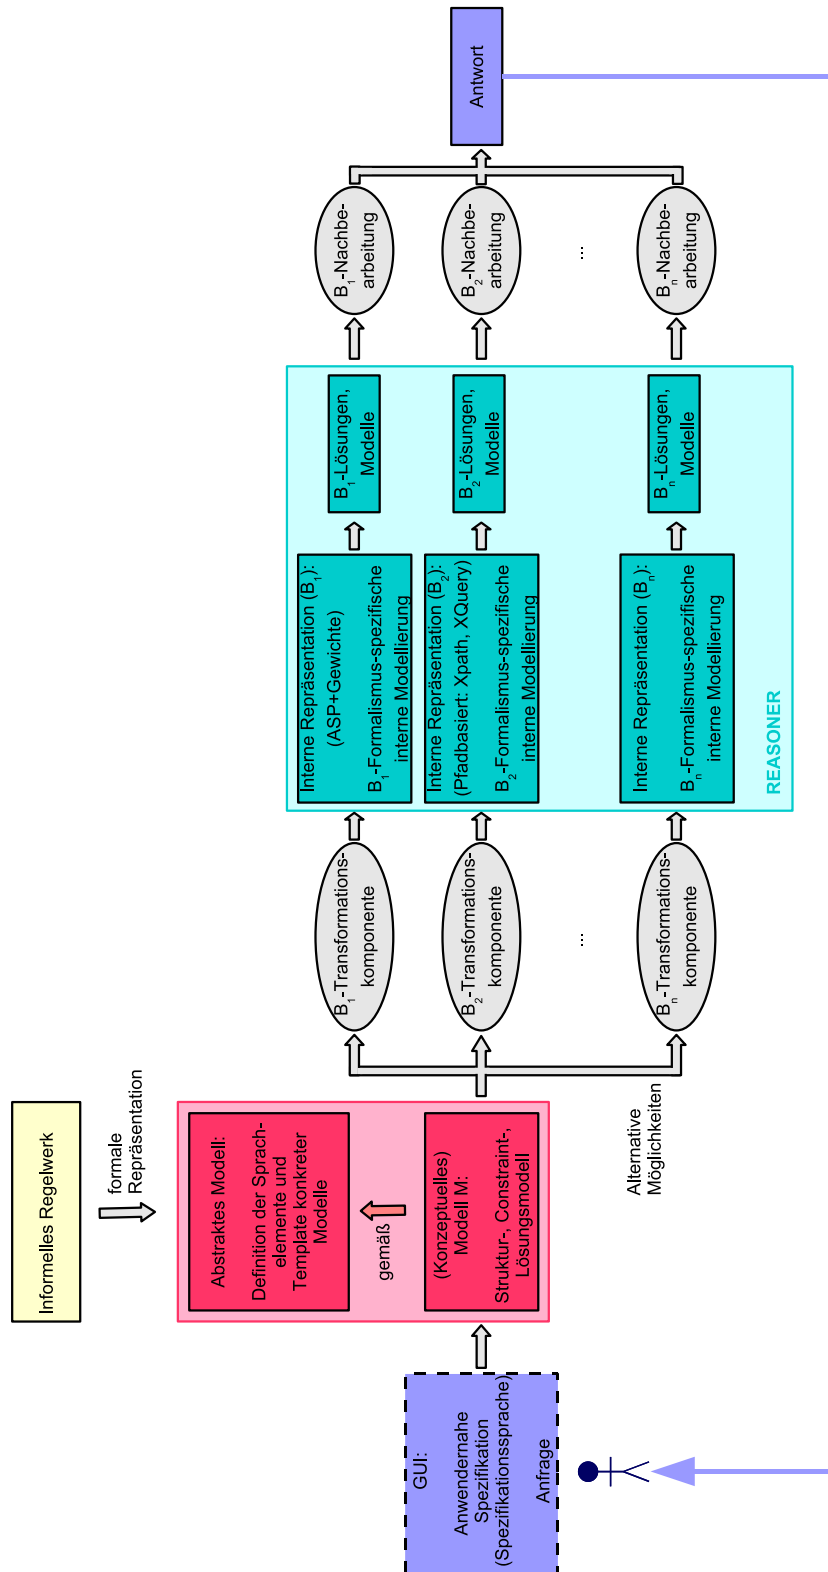 Informelles Regelwerk
formale
Repräsentation
Abstraktes Modell:
Definition der Sprach-
elemente und
Template konkreter
Modelle
gemäß
(Konzeptuelles)
Modell M:
Struktur-, Constraint-,
Lösungsmodell
GUI:
Anwendernahe
Spezifikation
(Spezifikationssprache)
Anfrage
Alternative
Möglichkeiten
B1-Transformations-
komponente
B2-Transformations-
komponente
...
Bn-Transformations-
komponente
Interne Repräsentation (B1):
(ASP+Gewichte)
B1-Formalismus-spezifische
interne Modellierung
Interne Repräsentation (B2):
(Pfadbasiert: Xpath, XQuery)
B2-Formalismus-spezifische
interne Modellierung
Interne Repräsentation (Bn):
Bn-Formalismus-spezifische
interne Modellierung
REASONER
B1-Lösungen,
Modelle
B2-Lösungen,
Modelle
Bn-Lösungen,
Modelle
B1-Nachbe-
arbeitung
B2-Nachbe-
arbeitung
...
Bn-Nachbe-
arbeitung
Antwort